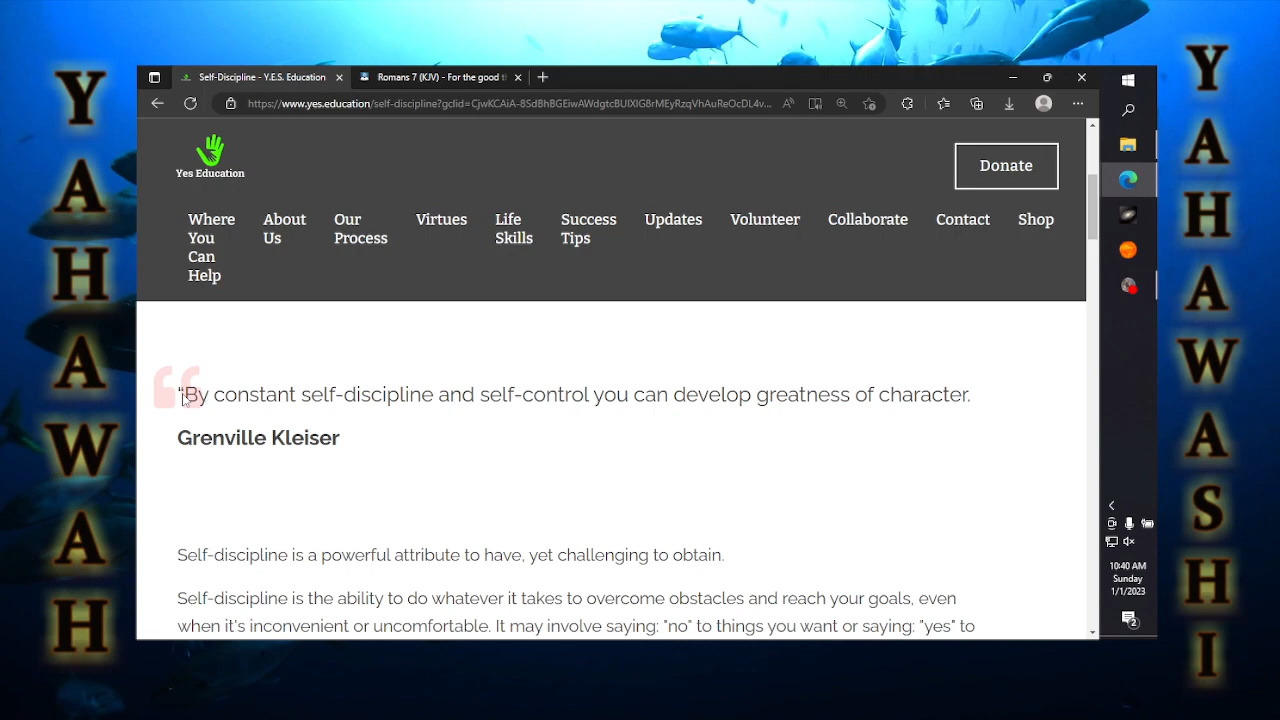 YAHAWAH
Self-Discipline - Y.E.S. Education
Romans 7 (KJV) - For the good t
https://www.yes.education/self-discipline?gclid=CjwKCAiA-8SdBhBGEiwAWdgtcBUIXIG8rMEyRzqVhAuReOcDL4v...
Yes Education
Donate
Where You Can Help
About Us
Our Process
Virtues
Life Skills
Success Tips
Updates
Volunteer
Collaborate
Contact
Shop
“By constant self-discipline and self-control you can develop greatness of character.
Grenville Kleiser
Self-discipline is a powerful attribute to have, yet challenging to obtain.
Self-discipline is the ability to do whatever it takes to overcome obstacles and reach your goals, even
when it's inconvenient or uncomfortable. It may involve saying: "no" to things you want or saying: "yes" to
10:40 AM
Sunday
1/1/2023
2
YAHAWASHI